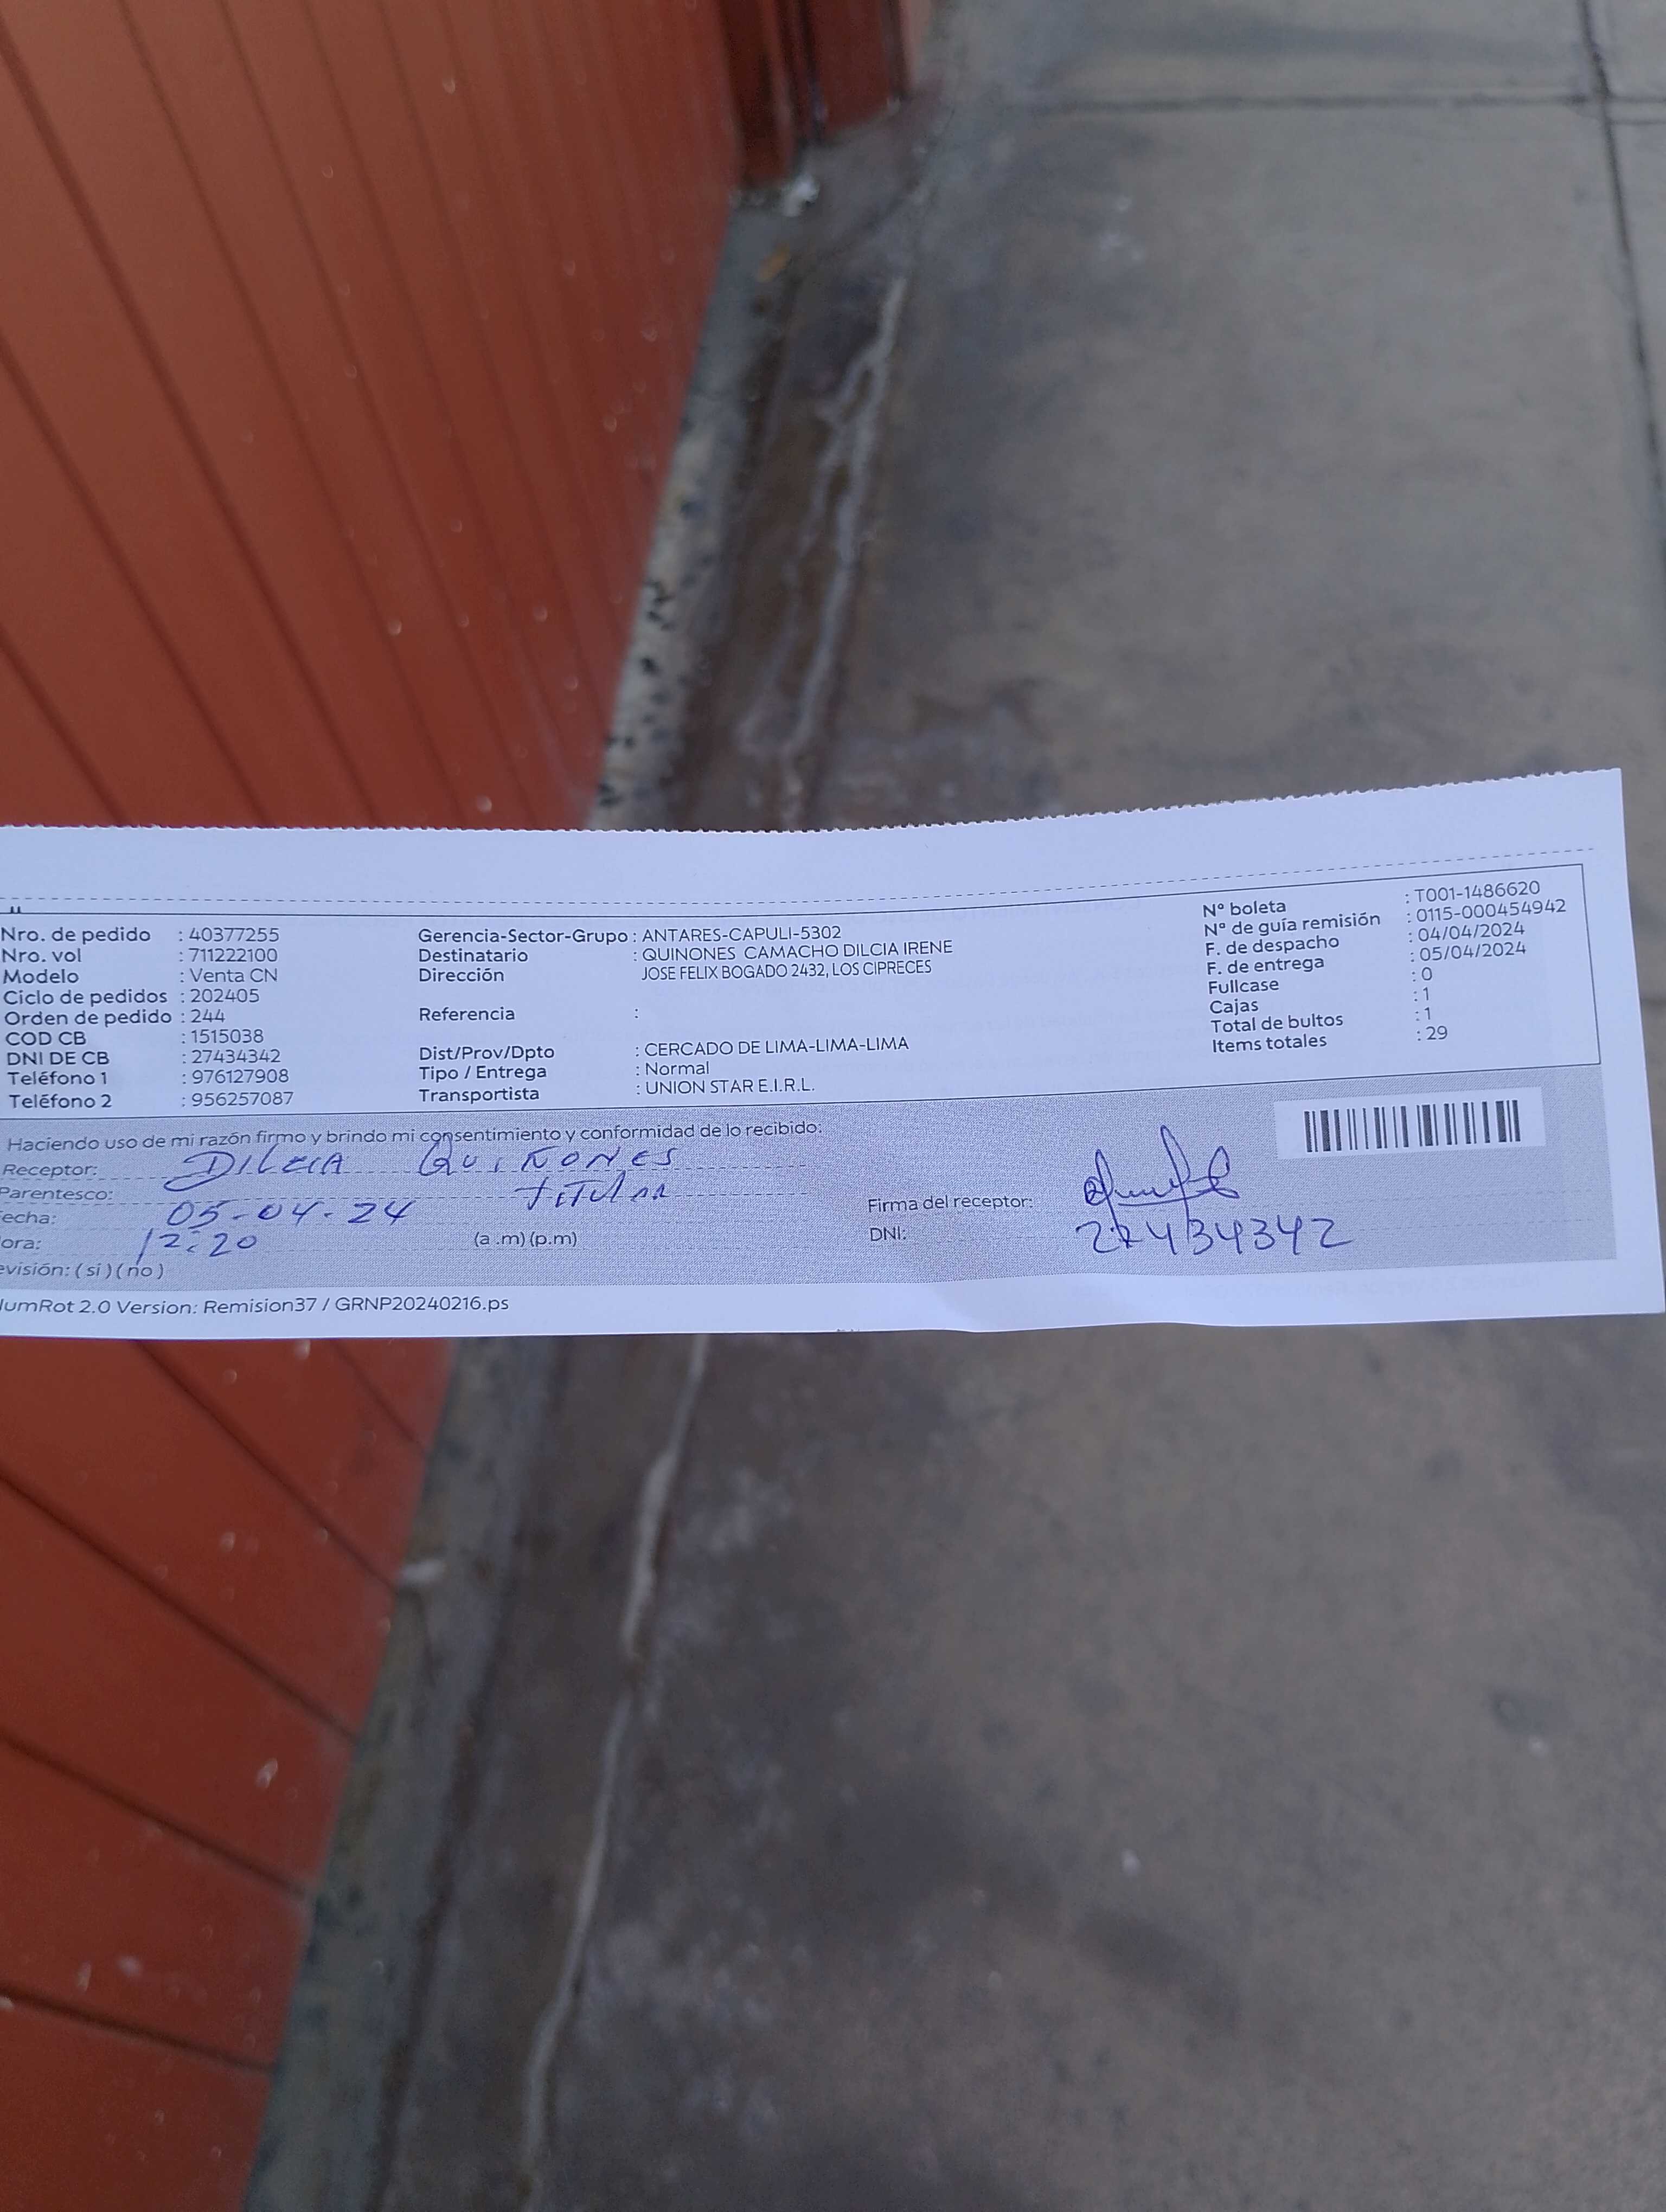 Nro. de pedido : 40377255
Nro. vol : 711222100
Modelo : Venta CN
Ciclo de pedidos : 202405
Orden de pedido : 244
COD CB : 1515038
DNI DE CB : 27434342
Teléfono 1 : 976127908
Teléfono 2 : 956257087
Gerencia-Sector-Grupo : ANTARES-CAPULI-5302
Destinatario : QUINONES CAMACHO DILCIA IRENE
Dirección JOSE FELIX BOGADO 2432, LOS CIPRECES
Referencia :
Dist/Prov/Dpto : CERCADO DE LIMA-LIMA-LIMA
Tipo / Entrega : Normal
Transportista : UNION STAR E.I.R.L.
Nº boleta : T001-1486620
Nº de guía remisión : 0115-000454942
F. de despacho : 04/04/2024
F. de entrega : 05/04/2024
Fullcase : 0
Cajas : 1
Total de bultos : 1
Items totales : 29
Haciendo uso de mi razón firmo y brindo mi consentimiento y conformidad de lo recibido:
Receptor: DILCIA QUIÑONES
Parentesco: TITULAR
echa: 05-04-24
ora: 12:20 (a .m) (p.m)
evisión: ( si ) ( no )
Firma del receptor:
DNI: 27434342
umRot 2.0 Version: Remision37 / GRNP20240216.ps